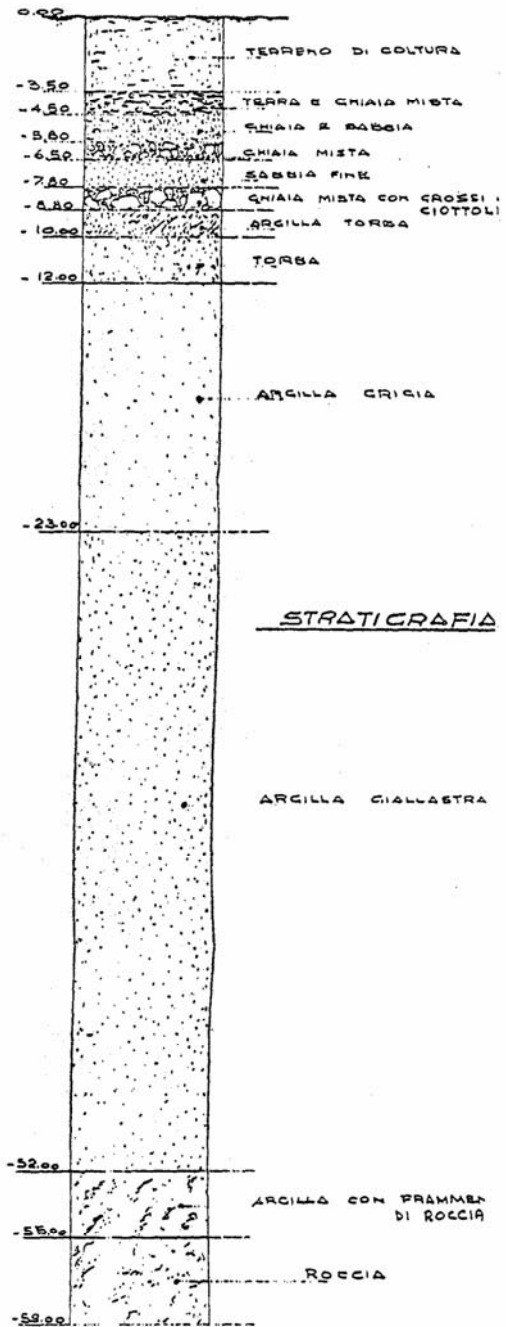 0.00
TERRENO DI COLTURA
-3.50
TERRA E GHIAIA MISTA
-4.50
GHIAIA E SABBIA
-5.80
GHIAIA MISTA
-6.50
SABBIA FINE
-7.80
GHIAIA MISTA CON GROSSI
CIOTTOLI
-8.80
ARGILLA TORBA
-10.00
TORBA
-12.00
ARGILLA GRIGIA
-23.00
STRATIGRAFIA
ARGILLA GIALLASTRA
-52.00
ARGILLA CON FRAMMEN
DI ROCCIA
-55.00
ROCCIA
-59.00